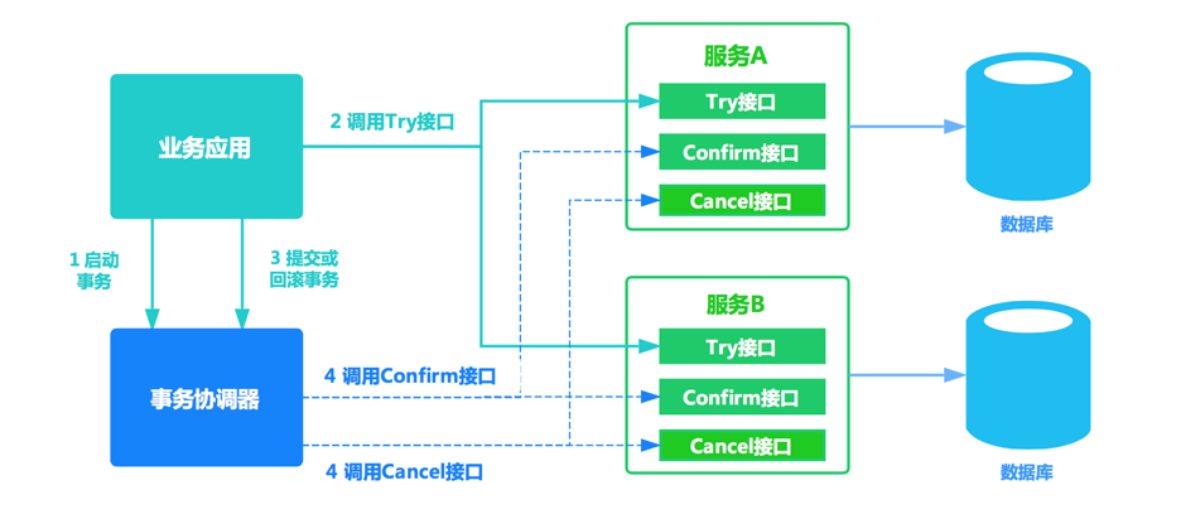 服务A
Try接口
Confirm接口
Cancel接口
数据库
业务应用
2 调用Try接口
1 启动
事务
3 提交或
回滚事务
服务B
Try接口
Confirm接口
Cancel接口
数据库
事务协调器
4 调用Confirm接口
4 调用Cancel接口